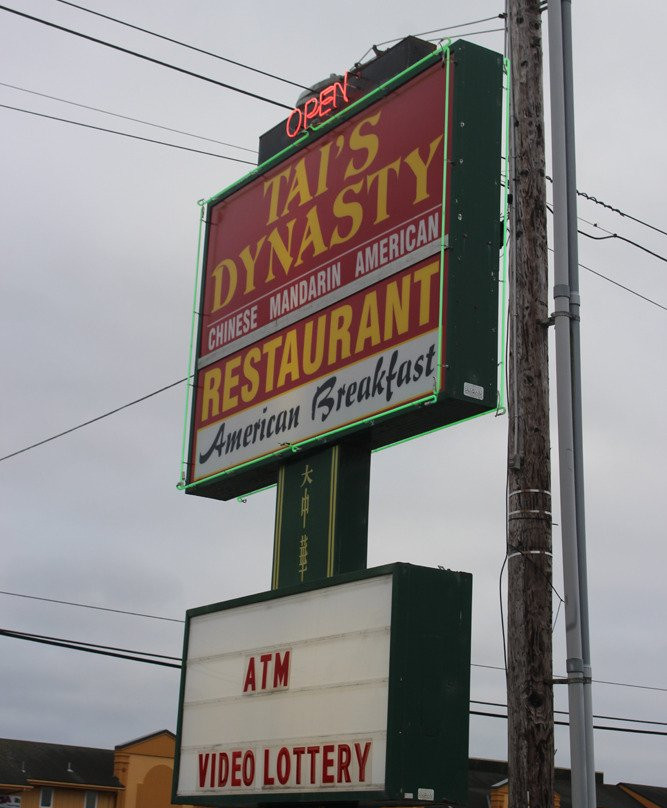 OPEN
TAI'S
DYNASTY
CHINESE MANDARIN AMERICAN
RESTAURANT
American Breakfast
大
中
華
ATM
VIDEO LOTTERY